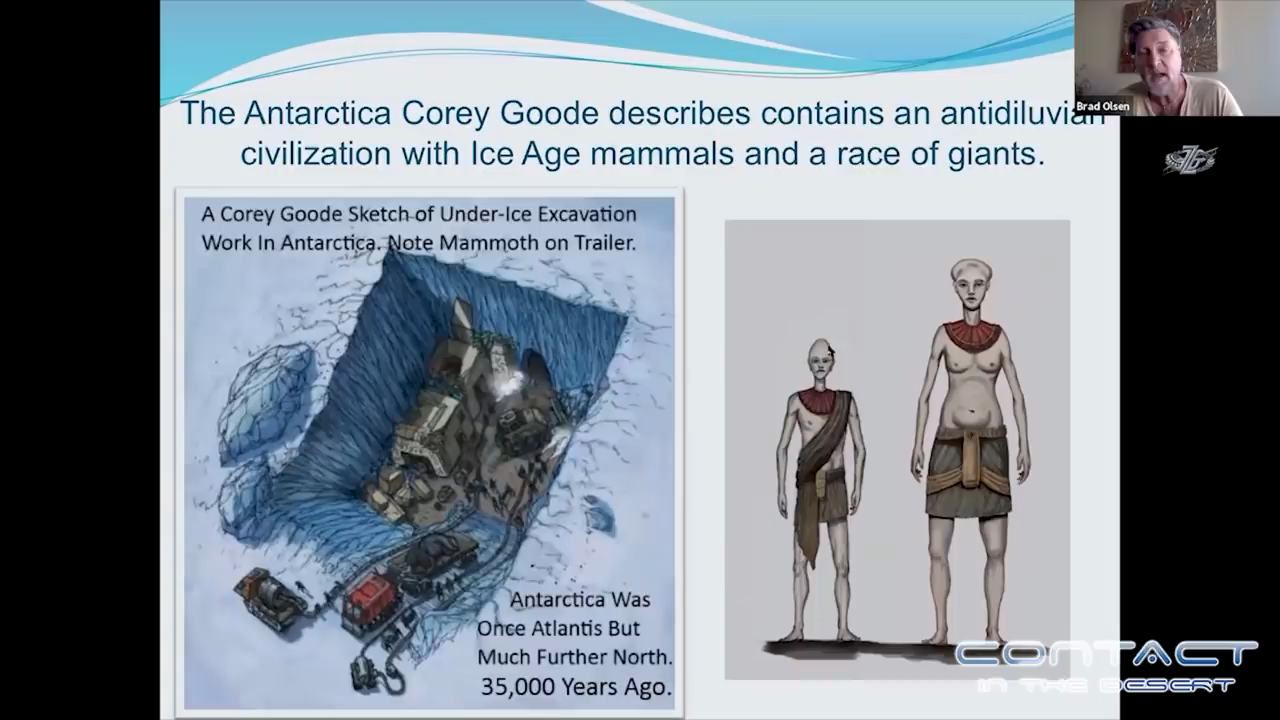 The Antarctica Corey Goode describes contains an antidiluvian
civilization with Ice Age mammals and a race of giants.
A Corey Goode Sketch of Under-Ice Excavation
Work In Antarctica. Note Mammoth on Trailer.
Antarctica Was
Once Atlantis But
Much Further North.
35,000 Years Ago.
Brad Olsen
CONTACT
IN THE DESERT